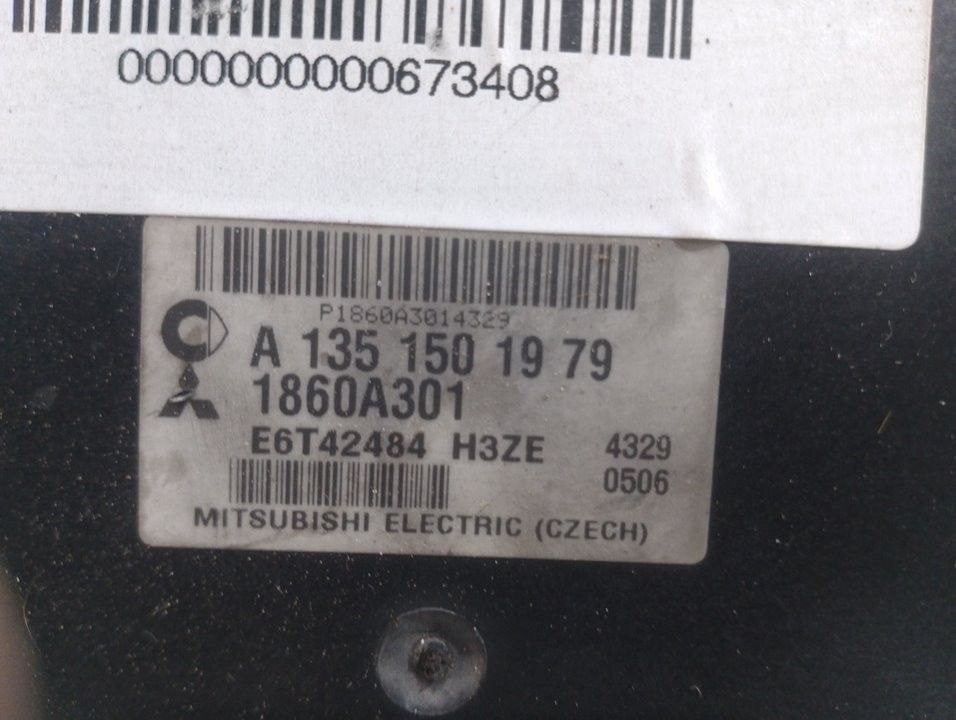 0000000000673408
P1860A3014329
A 135 150 19 79
1860A301
E6T42484 H3ZE 4329
0506
MITSUBISHI ELECTRIC (CZECH)